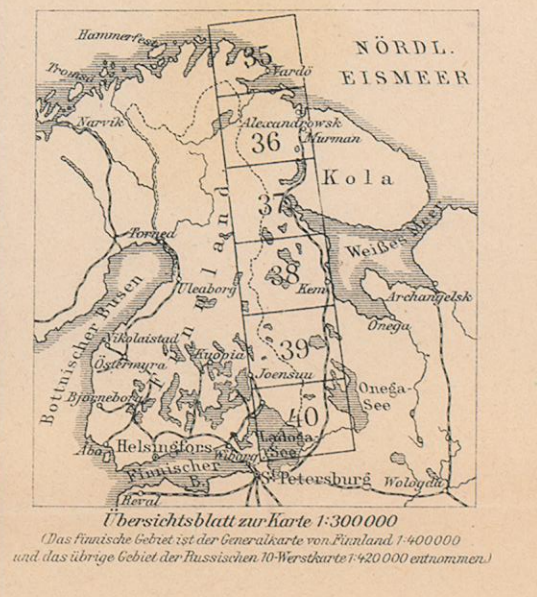 Hammerfest
NÖRDL.
EISMEER
Tromsö
35
Vardö
Narvik
Alexandrowsk
36
Murman
Kola
37
Weißes Meer
Torneå
38
Uleaborg
Kem
Archangelsk
Onega
Bottnischer Busen
Finnland
Nikolaistad
39
Kuopio
Östermyra
Joensuu
Onega-
See
Björneborg
40
Ladoga-
See
Åbo
Helsingfors
Wiborg
Finnischer
B.
St Petersburg
Wologda
Reval
Übersichtsblatt zur Karte 1:300000
(Das finnische Gebiet ist der Generalkarte von Finnland 1:400000
und das übrige Gebiet der Russischen 10-Werstkarte 1:420000 entnommen.)